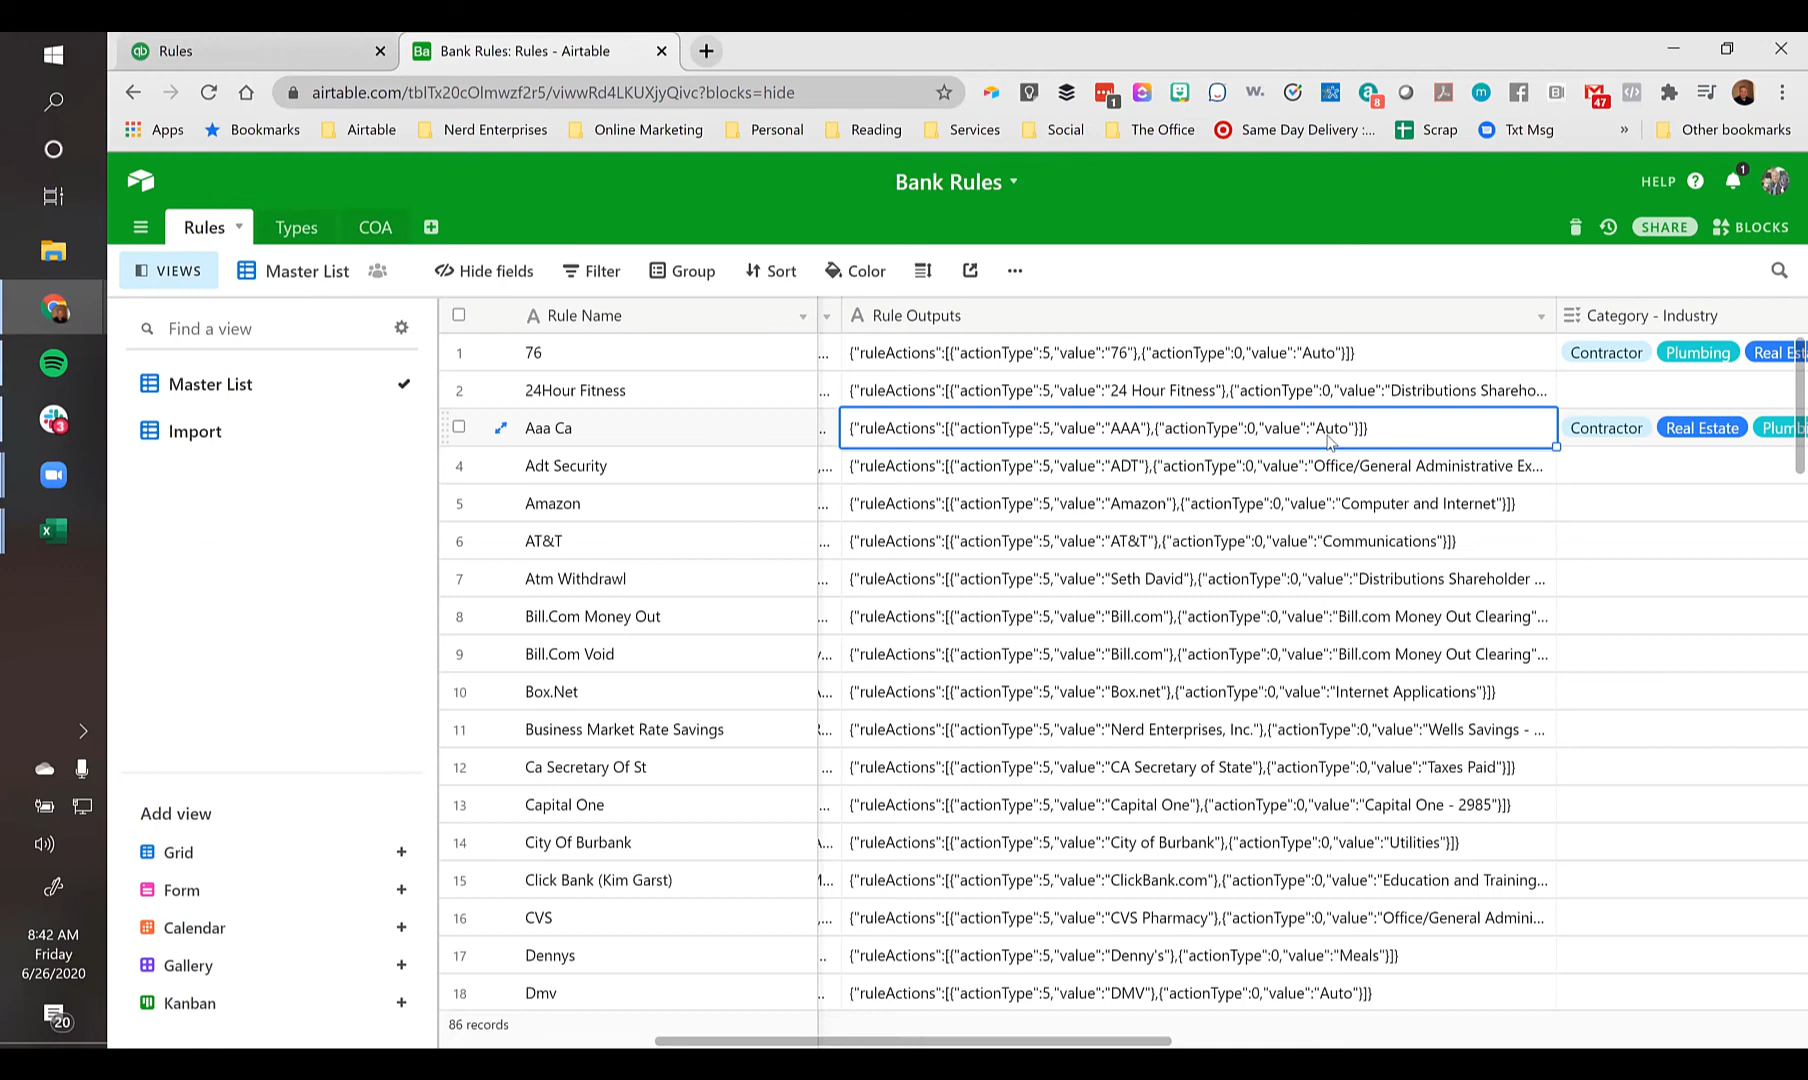 Rules
Ba Bank Rules: Rules - Airtable
airtable.com/tblTx20cOlmwzf2r5/viwwRd4LKUXjyQivc?blocks=hide
1 8 47
Apps Bookmarks Airtable Nerd Enterprises Online Marketing Personal Reading Services Social The Office Same Day Delivery :... Scrap Txt Msg » Other bookmarks
Bank Rules
HELP ? 1
Rules Types COA
SHARE BLOCKS
VIEWS Master List Hide fields Filter Group Sort Color
Find a view
Master List
Import
Add view
Grid +
Form +
Calendar +
Gallery +
Kanban +
Rule Name Rule Outputs Category - Industry
1 76 ... {"ruleActions":[{"actionType":5,"value":"76"},{"actionType":0,"value":"Auto"}]} Contractor Plumbing Real Est
2 24Hour Fitness ... {"ruleActions":[{"actionType":5,"value":"24 Hour Fitness"},{"actionType":0,"value":"Distributions Shareho...
Aaa Ca .. {"ruleActions":[{"actionType":5,"value":"AAA"},{"actionType":0,"value":"Auto"}]} Contractor Real Estate Plumb
4 Adt Security ,... {"ruleActions":[{"actionType":5,"value":"ADT"},{"actionType":0,"value":"Office/General Administrative Ex...
5 Amazon ... {"ruleActions":[{"actionType":5,"value":"Amazon"},{"actionType":0,"value":"Computer and Internet"}]}
6 AT&T ... {"ruleActions":[{"actionType":5,"value":"AT&T"},{"actionType":0,"value":"Communications"}]}
7 Atm Withdrawl ... {"ruleActions":[{"actionType":5,"value":"Seth David"},{"actionType":0,"value":"Distributions Shareholder ...
8 Bill.Com Money Out ... {"ruleActions":[{"actionType":5,"value":"Bill.com"},{"actionType":0,"value":"Bill.com Money Out Clearing"...
9 Bill.Com Void ... {"ruleActions":[{"actionType":5,"value":"Bill.com"},{"actionType":0,"value":"Bill.com Money Out Clearing"...
10 Box.Net ... {"ruleActions":[{"actionType":5,"value":"Box.net"},{"actionType":0,"value":"Internet Applications"}]}
11 Business Market Rate Savings ... {"ruleActions":[{"actionType":5,"value":"Nerd Enterprises, Inc."},{"actionType":0,"value":"Wells Savings - ...
12 Ca Secretary Of St ... {"ruleActions":[{"actionType":5,"value":"CA Secretary of State"},{"actionType":0,"value":"Taxes Paid"}]}
13 Capital One ... {"ruleActions":[{"actionType":5,"value":"Capital One"},{"actionType":0,"value":"Capital One - 2985"}]}
14 City Of Burbank ... {"ruleActions":[{"actionType":5,"value":"City of Burbank"},{"actionType":0,"value":"Utilities"}]}
15 Click Bank (Kim Garst) ... {"ruleActions":[{"actionType":5,"value":"ClickBank.com"},{"actionType":0,"value":"Education and Training...
16 CVS ,... {"ruleActions":[{"actionType":5,"value":"CVS Pharmacy"},{"actionType":0,"value":"Office/General Admini...
17 Dennys .. {"ruleActions":[{"actionType":5,"value":"Denny's"},{"actionType":0,"value":"Meals"}]}
18 Dmv .. {"ruleActions":[{"actionType":5,"value":"DMV"},{"actionType":0,"value":"Auto"}]}
86 records
3
8:42 AM
Friday
6/26/2020
20